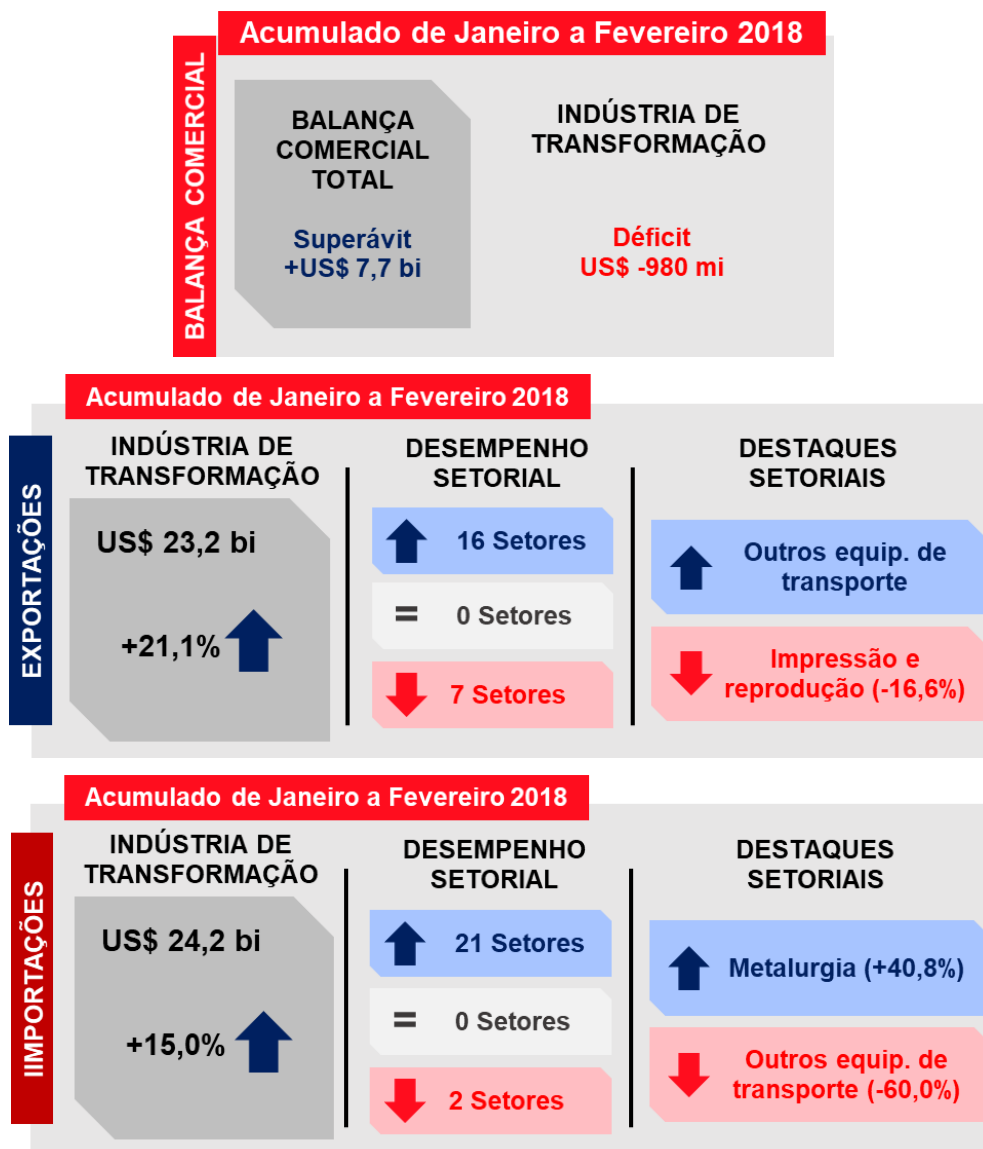 Acumulado de Janeiro a Fevereiro 2018
BALANÇA COMERCIAL
BALANÇA
COMERCIAL
TOTAL
Superávit
+US$ 7,7 bi
INDÚSTRIA DE
TRANSFORMAÇÃO
Déficit
US$ -980 mi
Acumulado de Janeiro a Fevereiro 2018
EXPORTAÇÕES
INDÚSTRIA DE
TRANSFORMAÇÃO
US$ 23,2 bi
+21,1%
DESEMPENHO
SETORIAL
16 Setores
= 0 Setores
7 Setores
DESTAQUES
SETORIAIS
Outros equip. de
transporte
Impressão e
reprodução (-16,6%)
Acumulado de Janeiro a Fevereiro 2018
IIMPORTAÇÕES
INDÚSTRIA DE
TRANSFORMAÇÃO
US$ 24,2 bi
+15,0%
DESEMPENHO
SETORIAL
21 Setores
= 0 Setores
2 Setores
DESTAQUES
SETORIAIS
Metalurgia (+40,8%)
Outros equip. de
transporte (-60,0%)